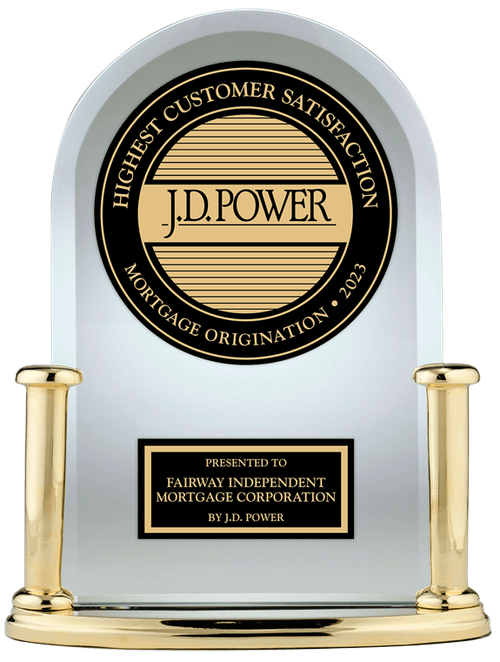 HIGHEST CUSTOMER SATISFACTION
J.D. POWER
MORTGAGE ORIGINATION • 2023
PRESENTED TO
FAIRWAY INDEPENDENT
MORTGAGE CORPORATION
BY J.D. POWER